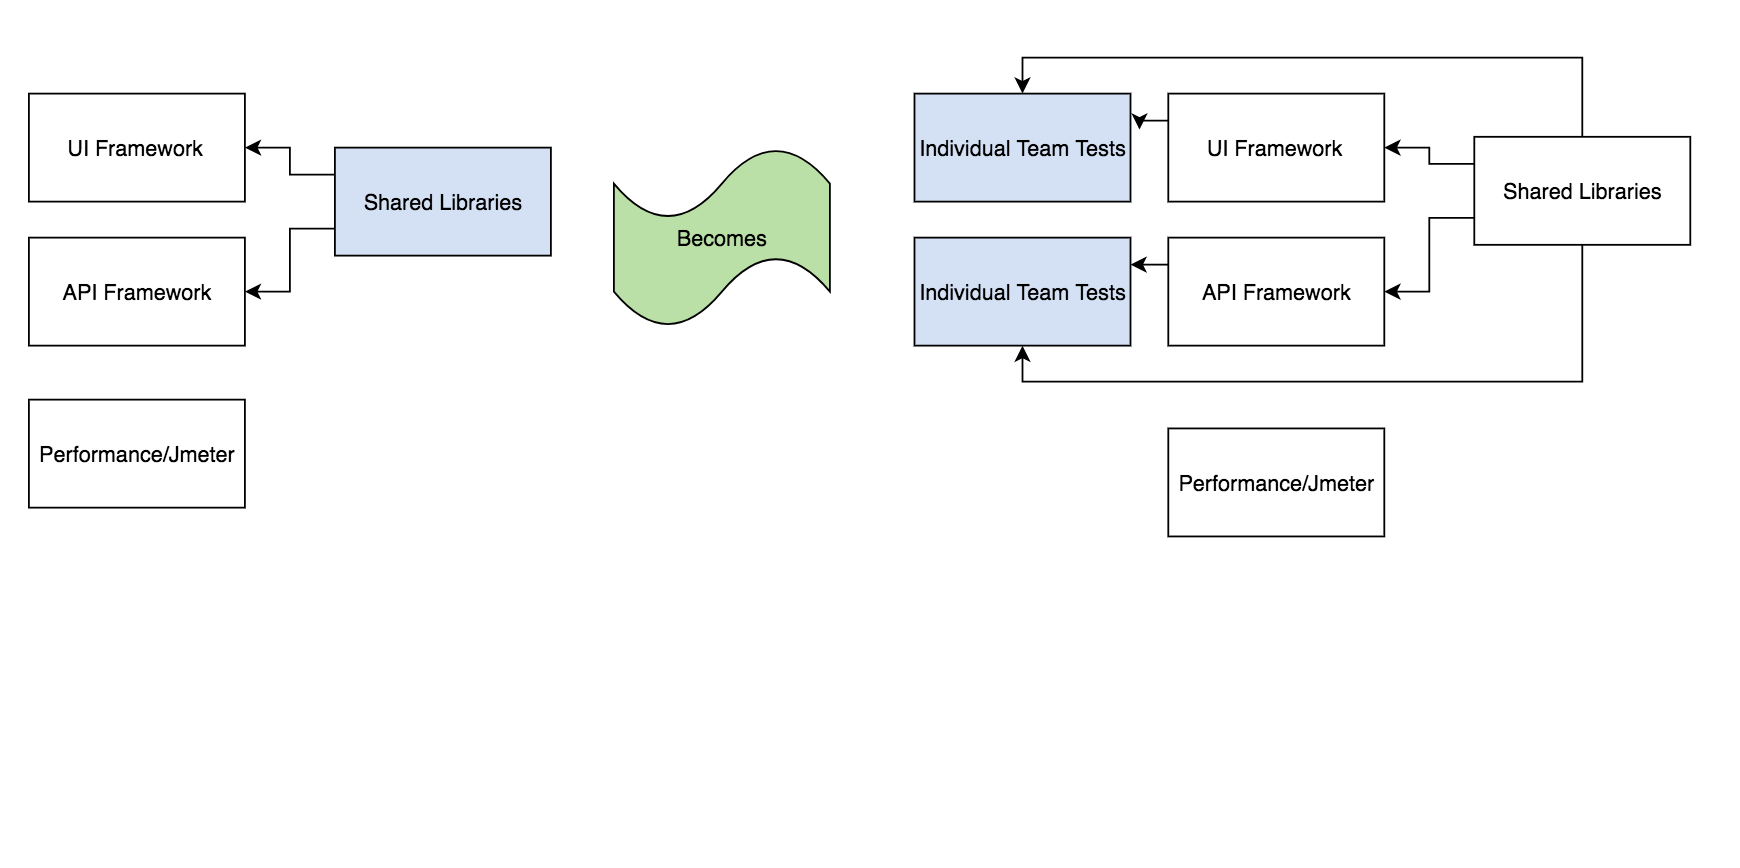 UI Framework
Shared Libraries
API Framework
Performance/Jmeter
Becomes
Individual Team Tests
UI Framework
Shared Libraries
Individual Team Tests
API Framework
Performance/Jmeter